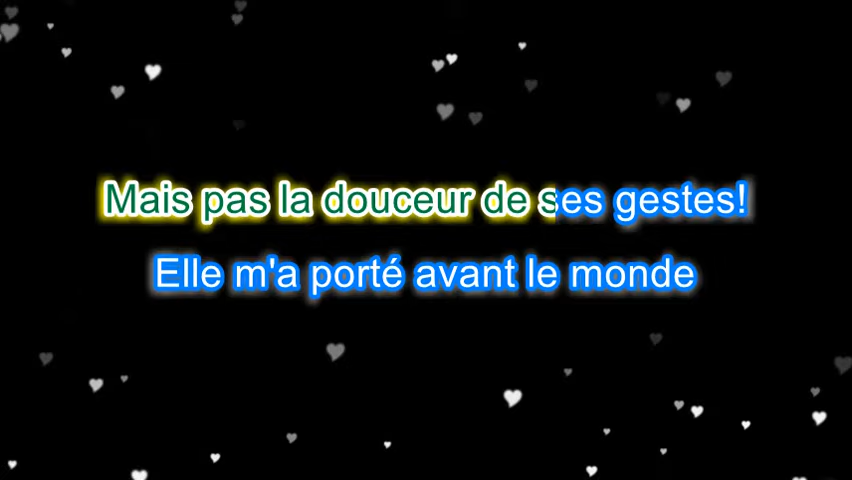 Mais pas la douceur de ses gestes!
Elle m'a porté avant le monde